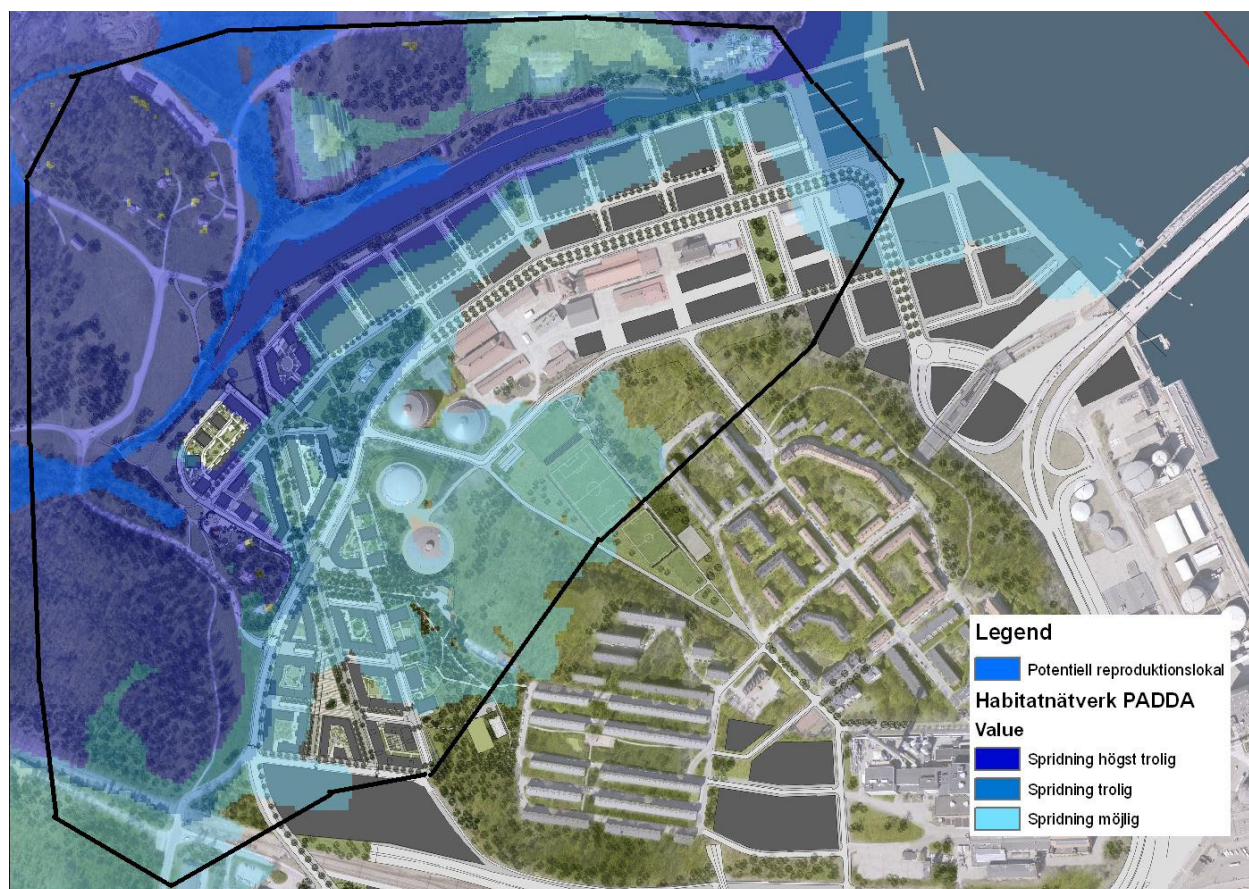 Legend
Potentiell reproduktionslokal
Habitatnätverk PADDA
Value
Spridning högst trolig
Spridning trolig
Spridning möjlig